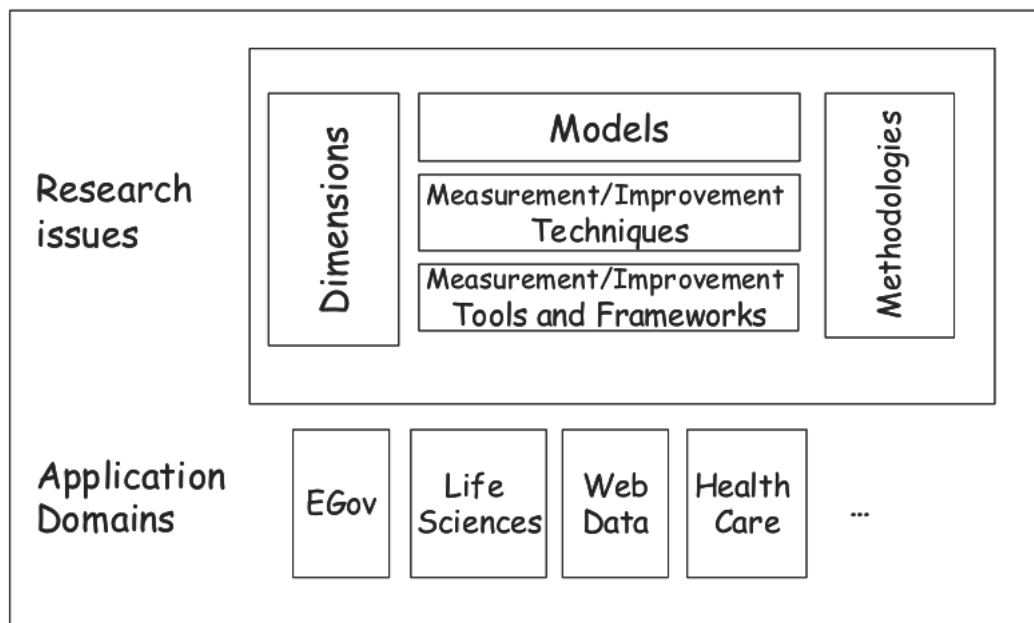 Research
issues
Dimensions
Models
Measurement/Improvement
Techniques
Measurement/Improvement
Tools and Frameworks
Methodologies
Application
Domains
EGov
Life
Sciences
Web
Data
Health
Care
...